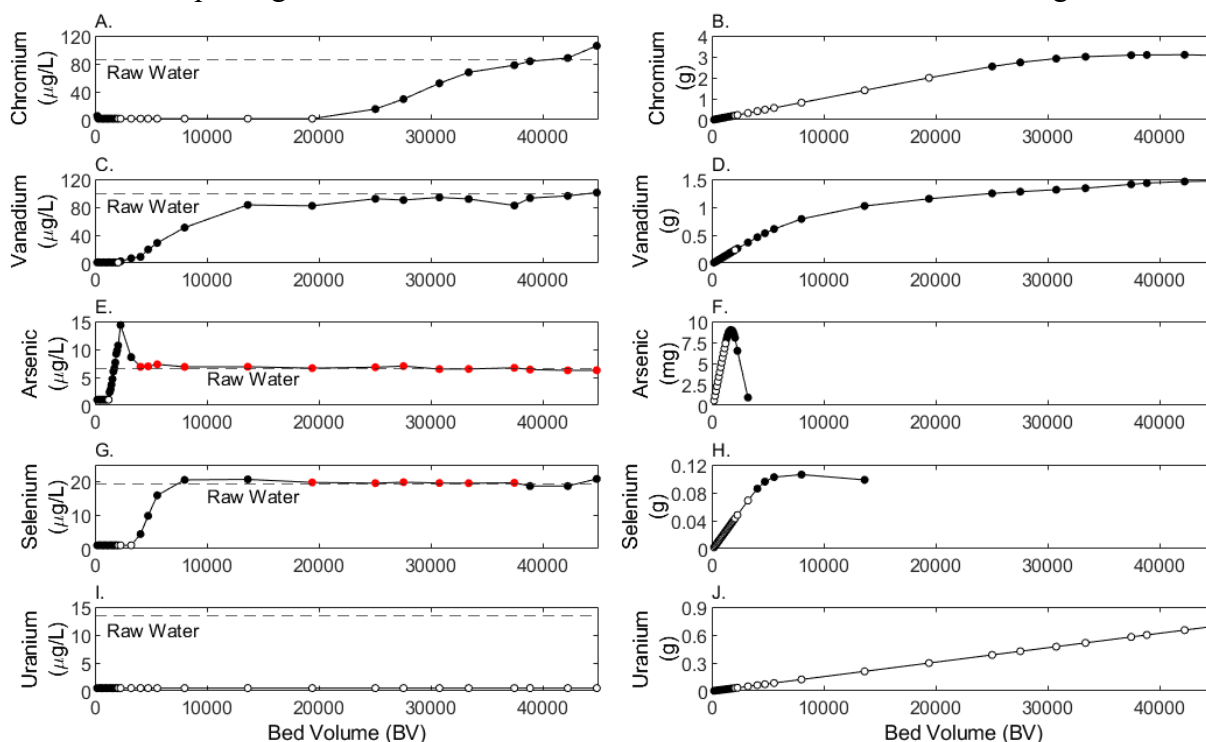 A.
120
80
40
0
Chromium
(µg/L)
Raw Water
0 10000 20000 30000 40000
B.
4
3
2
1
0
Chromium
(g)
0 10000 20000 30000 40000
C.
120
80
40
0
Vanadium
(µg/L)
Raw Water
0 10000 20000 30000 40000
D.
1.5
1
0.5
0
Vanadium
(g)
0 10000 20000 30000 40000
E.
15
10
5
0
Arsenic
(µg/L)
Raw Water
0 10000 20000 30000 40000
F.
10
7.5
5
2.5
0
Arsenic
(mg)
0 10000 20000 30000 40000
G.
20
10
0
Selenium
(µg/L)
Raw Water
0 10000 20000 30000 40000
H.
0.12
0.08
0.04
0
Selenium
(g)
0 10000 20000 30000 40000
I.
15
10
5
0
Uranium
(µg/L)
Raw Water
0 10000 20000 30000 40000
Bed Volume (BV)
J.
0.9
0.6
0.3
0
Uranium
(g)
0 10000 20000 30000 40000
Bed Volume (BV)